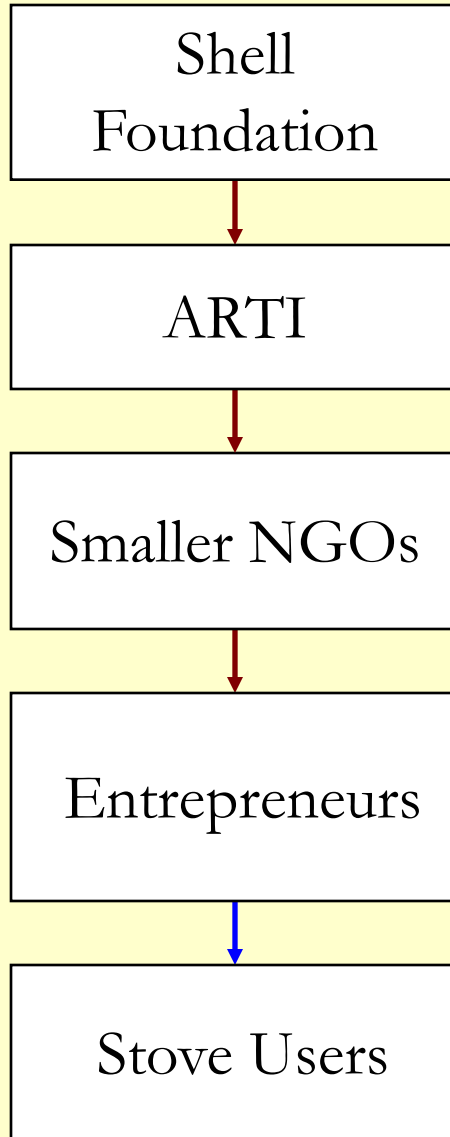 Shell
Foundation
ARTI
Smaller NGOs
Entrepreneurs
Stove Users